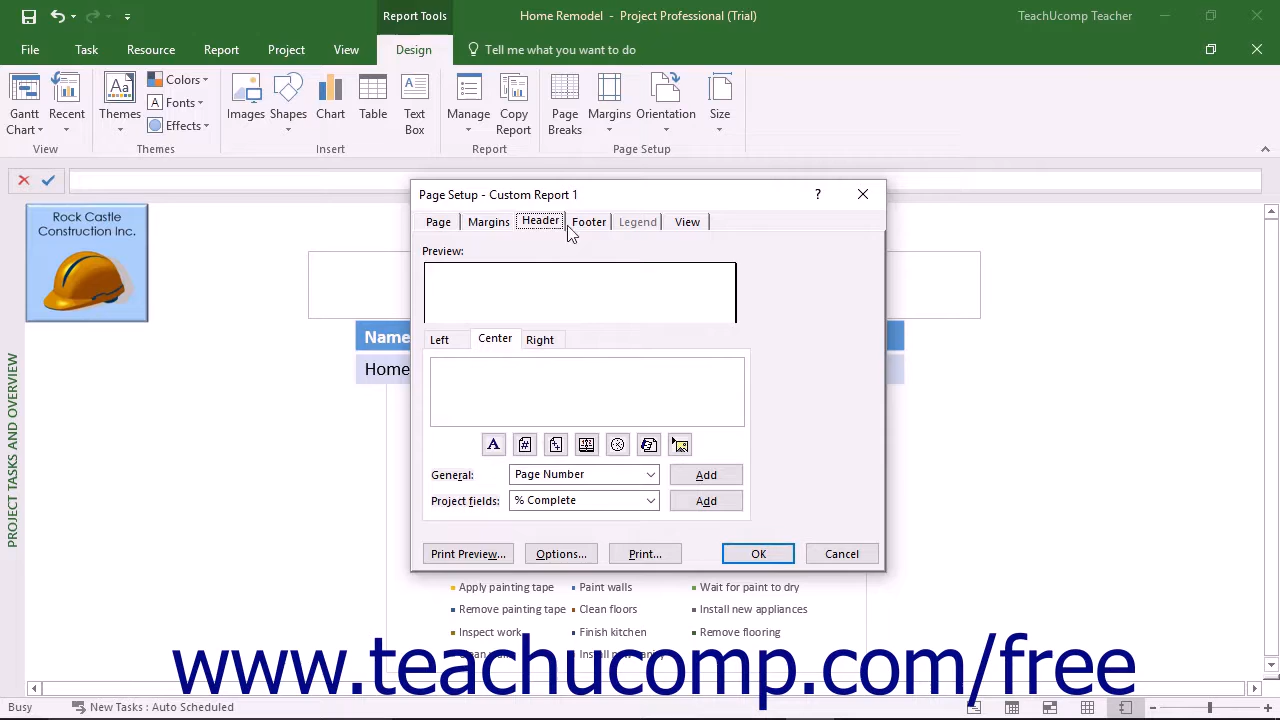 Report Tools
Home Remodel - Project Professional (Trial)
TeachUcomp Teacher
File
Task
Resource
Report
Project
View
Design
Tell me what you want to do
Gantt Chart
Recent
Themes
Aa
Colors
A Fonts
Effects
Images
Shapes
Chart
Table
Text Box
Manage
Copy Report
Page Breaks
Margins
Orientation
Size
View
Themes
Insert
Report
Page Setup
Rock Castle
Construction Inc.
PROJECT TASKS AND OVERVIEW
Name
Home
Page Setup - Custom Report 1
?
Page
Margins
Header
Footer
Legend
View
Preview:
Left
Center
Right
A
General:
Page Number
Add
Project fields:
% Complete
Add
Print Preview...
Options...
Print...
OK
Cancel
Apply painting tape
Paint walls
Wait for paint to dry
Remove painting tape
Clean floors
Install new appliances
Inspect work
Finish kitchen
Remove flooring
www.teachucomp.com/free
Busy
New Tasks : Auto Scheduled